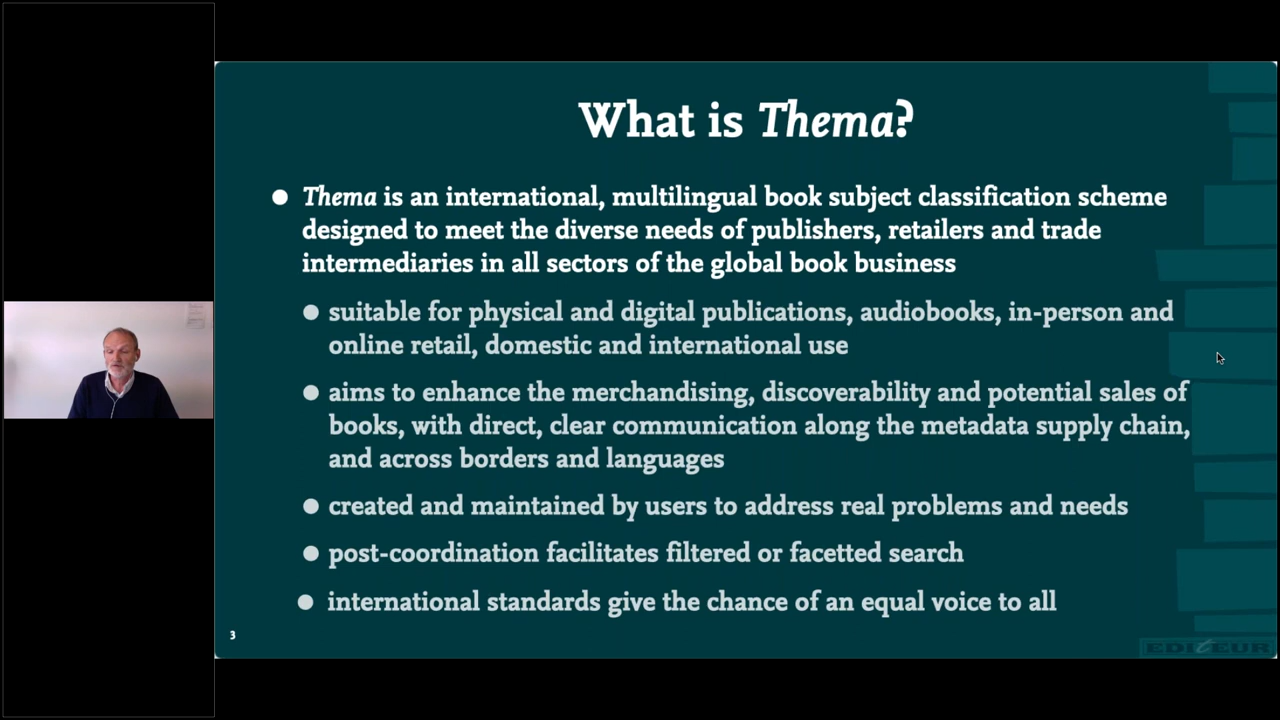 What is Thema?
● Thema is an international, multilingual book subject classification scheme
designed to meet the diverse needs of publishers, retailers and trade
intermediaries in all sectors of the global book business
● suitable for physical and digital publications, audiobooks, in-person and
online retail, domestic and international use
● aims to enhance the merchandising, discoverability and potential sales of
books, with direct, clear communication along the metadata supply chain,
and across borders and languages
● created and maintained by users to address real problems and needs
● post-coordination facilitates filtered or facetted search
● international standards give the chance of an equal voice to all
3
EDItEUR